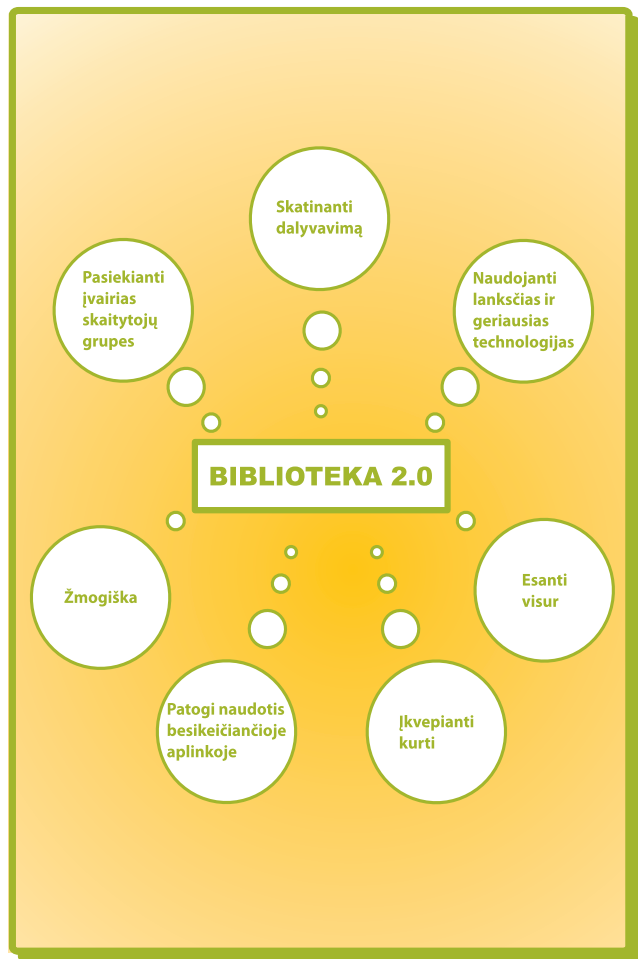 Skatinanti
dalyvavimą
Pasiekianti
įvairias
skaitytojų
grupes
Naudojanti
lanksčias ir
geriausias
technologijas
BIBLIOTEKA 2.0
Žmogiška
Esanti
visur
Patogi naudotis
besikeičiančioje
aplinkoje
Įkvepianti
kurti